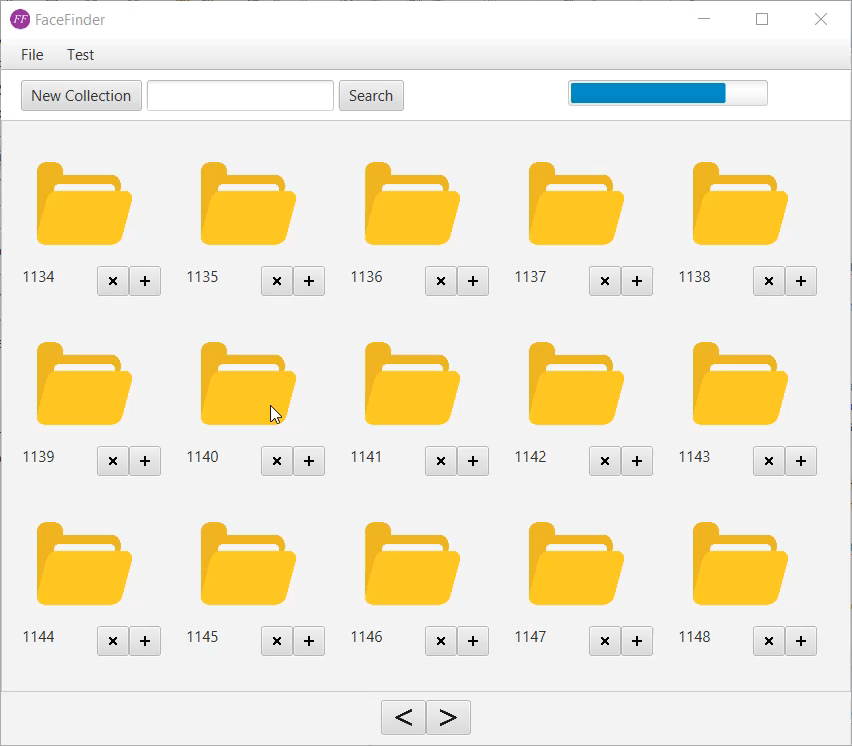 FF FaceFinder
File Test
New Collection Search
1134 × + 1135 × + 1136 × + 1137 × + 1138 × +
1139 × + 1140 × + 1141 × + 1142 × + 1143 × +
1144 × + 1145 × + 1146 × + 1147 × + 1148 × +
< >